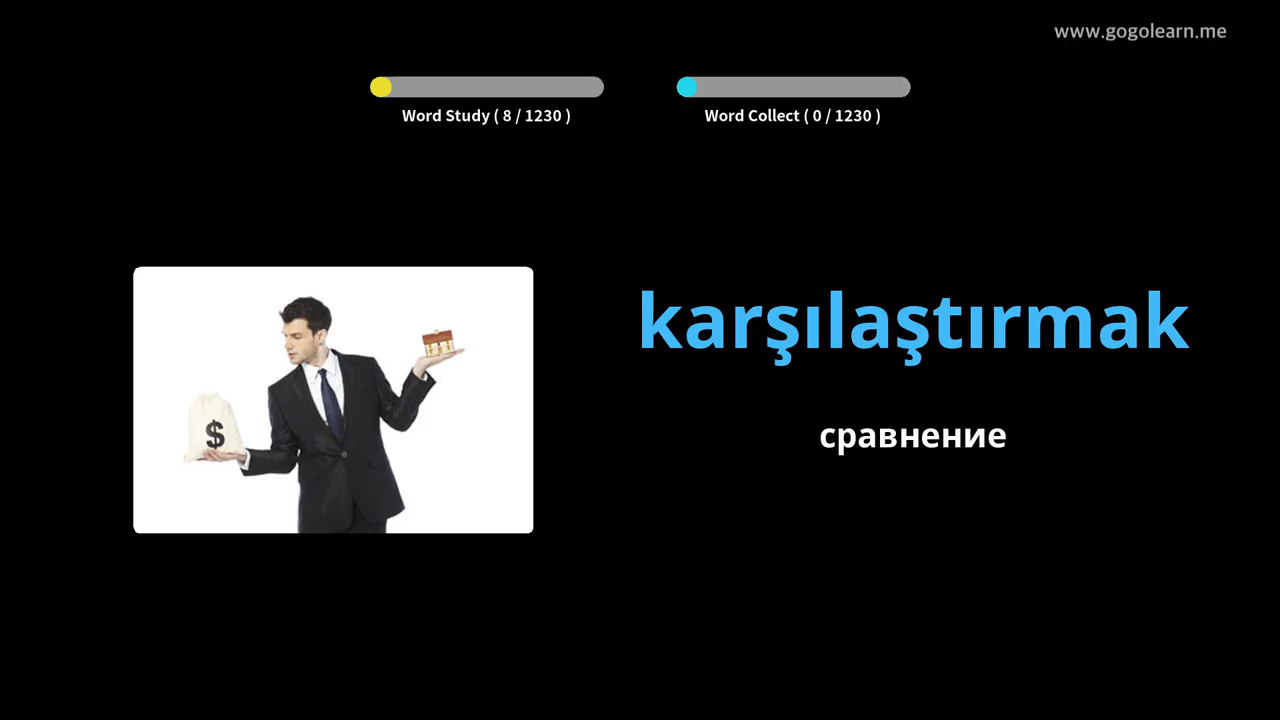 www.gogolearn.me
Word Study ( 8 / 1230 )
Word Collect ( 0 / 1230 )
karşılaştırmak
$
сравнение